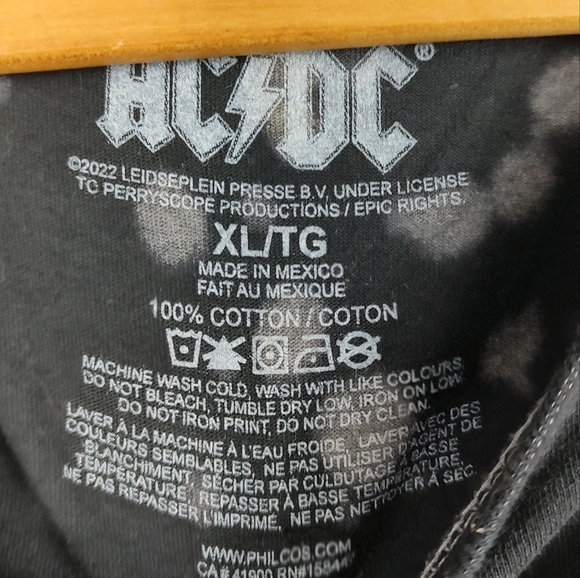 AC DC®
©2022 LEIDSEPLEIN PRESSE B.V, UNDER LICENSE
TO PERRYSCOPE PRODUCTIONS / EPIC RIGHTS.
XL/TG
MADE IN MEXICO
FAIT AU MEXIQUE
100% COTTON / COTON
MACHINE WASH COLD, WASH WITH LIKE COLOURS,
DO NOT BLEACH, TUMBLE DRY LOW, IRON ON LOW,
DO NOT IRON PRINT, DO NOT DRY CLEAN.
LAVER À LA MACHINE À L'EAU FROIDE, LAVER AVEC DES
COULEURS SEMBLABLES, NE PAS UTILISER D'AGENT DE
BLANCHIMENT, SÉCHER PAR CULBUTAGE À BASSE
TEMPÉRATURE, REPASSER À BASSE TEMPÉRATURE,
NE PAS REPASSER L'IMPRIMÉ, NE PAS NETTOYER À SEC.
WWW.PHILCOS.COM
CA# 41900 RN#15844